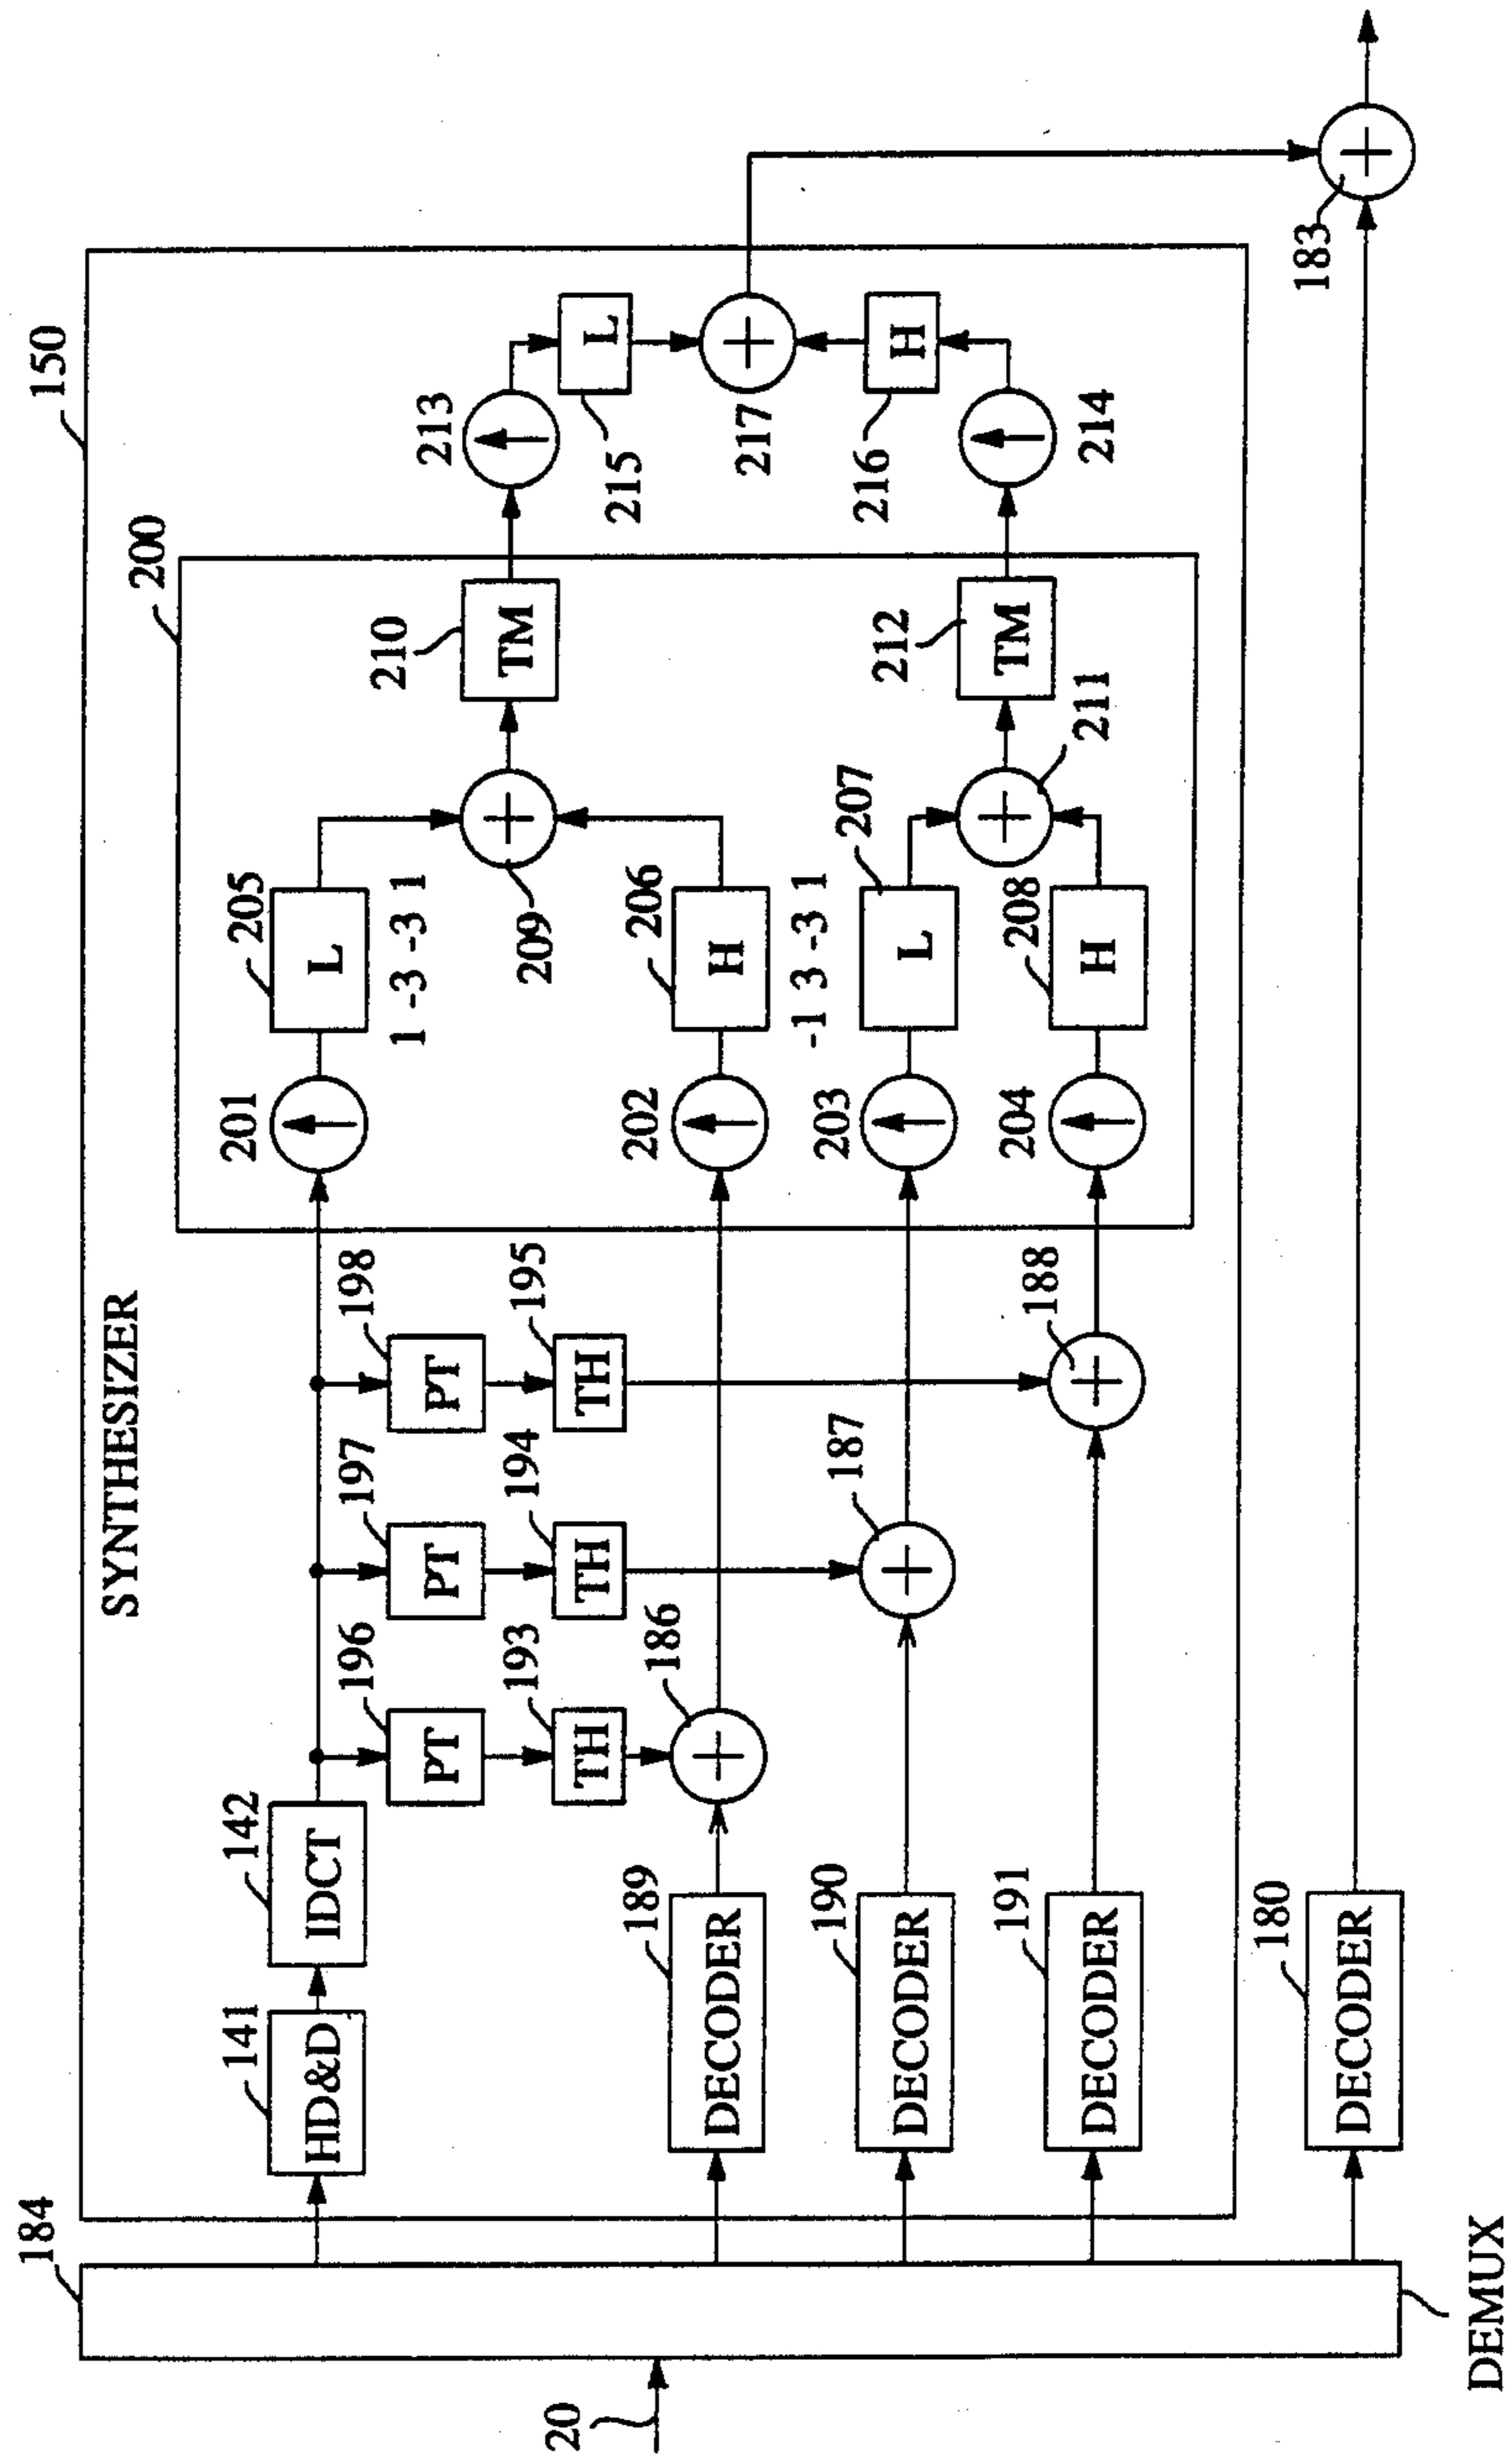 150
200
SYNTHESIZER
184
20
DEMUX
141
HD&D
142
IDCT
196
PT
197
PT
198
PT
193
TH
194
TH
195
TH
186
187
188
189
DECODER
190
DECODER
191
DECODER
180
DECODER
201
202
203
204
205
L
1 -3 -3 1
206
H
-1 3 -3 1
207
L
208
H
209
211
210
TM
212
TM
213
214
215
L
216
H
217
183